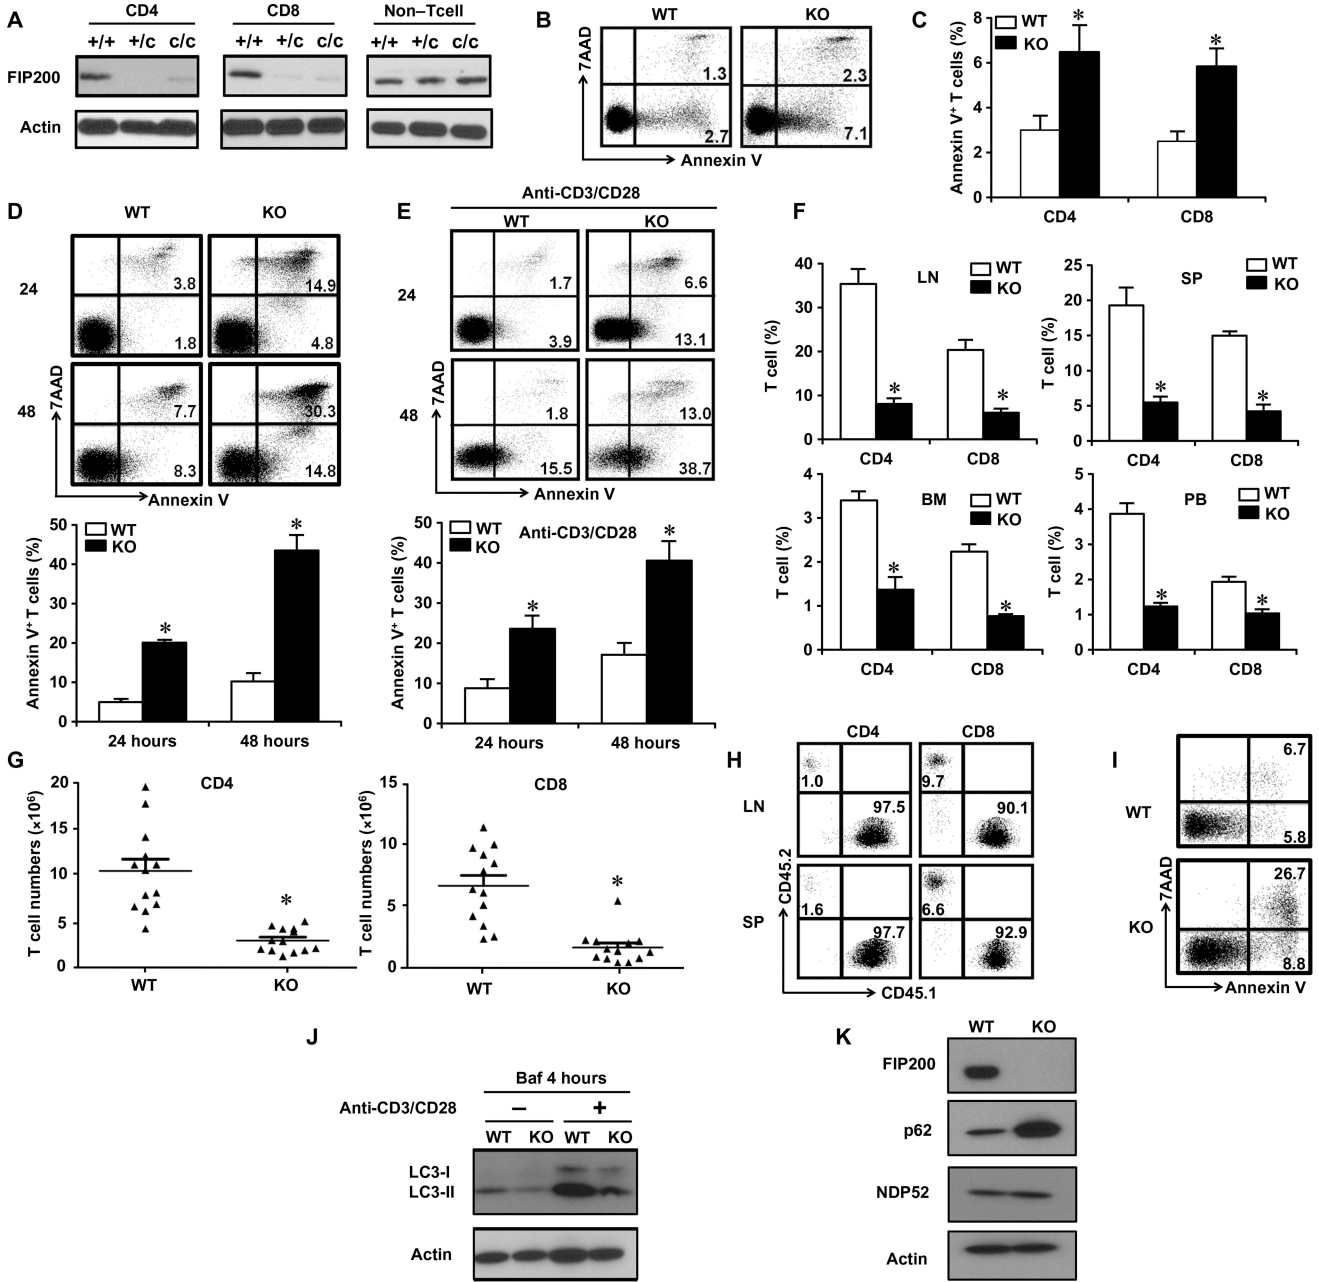 A
CD4 CD8 Non–Tcell
+/+ +/c c/c +/+ +/c c/c +/+ +/c c/c
FIP200
Actin
B
WT KO
7AAD
1.3 2.3
2.7 7.1
Annexin V
C
Annexin V+ T cells (%)
8
6
4
2
0
WT
KO
* *
CD4 CD8
D
WT KO
24
3.8 14.9
1.8 4.8
48
7.7 30.3
8.3 14.8
7AAD
Annexin V
Annexin V+ T cells (%)
50
40
30
20
10
0
WT
KO
* *
24 hours 48 hours
E
Anti-CD3/CD28
WT KO
24
1.7 6.6
3.9 13.1
48
1.8 13.0
15.5 38.7
7AAD
Annexin V
Annexin V+ T cells (%)
50
40
30
20
10
0
WT
KO
Anti-CD3/CD28
* *
24 hours 48 hours
F
LN
WT
KO
T cell (%)
40
30
20
10
0
* *
CD4 CD8
SP
WT
KO
T cell (%)
25
20
15
10
5
0
* *
CD4 CD8
BM
WT
KO
T cell (%)
4
3
2
1
0
* *
CD4 CD8
PB
WT
KO
T cell (%)
5
4
3
2
1
0
* *
CD4 CD8
G
CD4
T cell numbers (×10⁶)
20
15
10
5
0
*
WT KO
CD8
T cell numbers (×10⁶)
15
10
5
0
*
WT KO
H
CD4 CD8
LN
1.0 9.7
97.5 90.1
SP
1.6 6.6
97.7 92.9
CD45.2
CD45.1
I
WT
6.7
5.8
KO
26.7
8.8
7AAD
Annexin V
J
Baf 4 hours
Anti-CD3/CD28 – +
WT KO WT KO
LC3-I
LC3-II
Actin
K
WT KO
FIP200
p62
NDP52
Actin